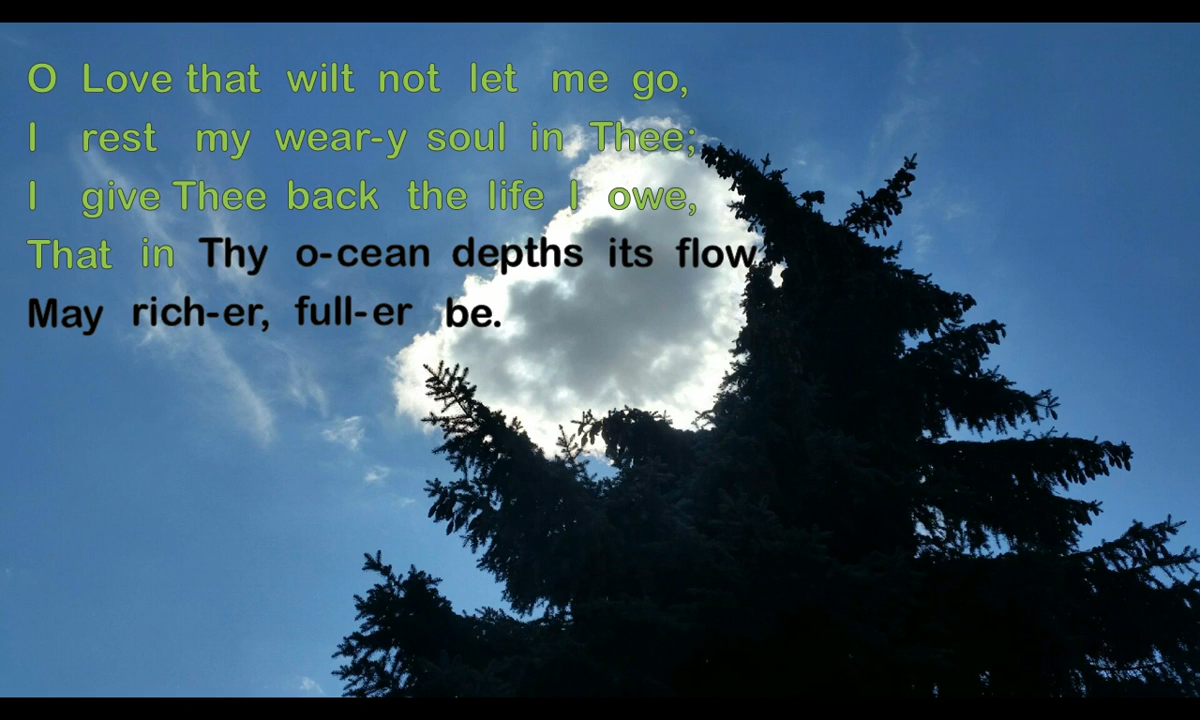 O Love that wilt not let me go,
I rest my wear-y soul in Thee;
I give Thee back the life I owe,
That in Thy o-cean depths its flow
May rich-er, full-er be.